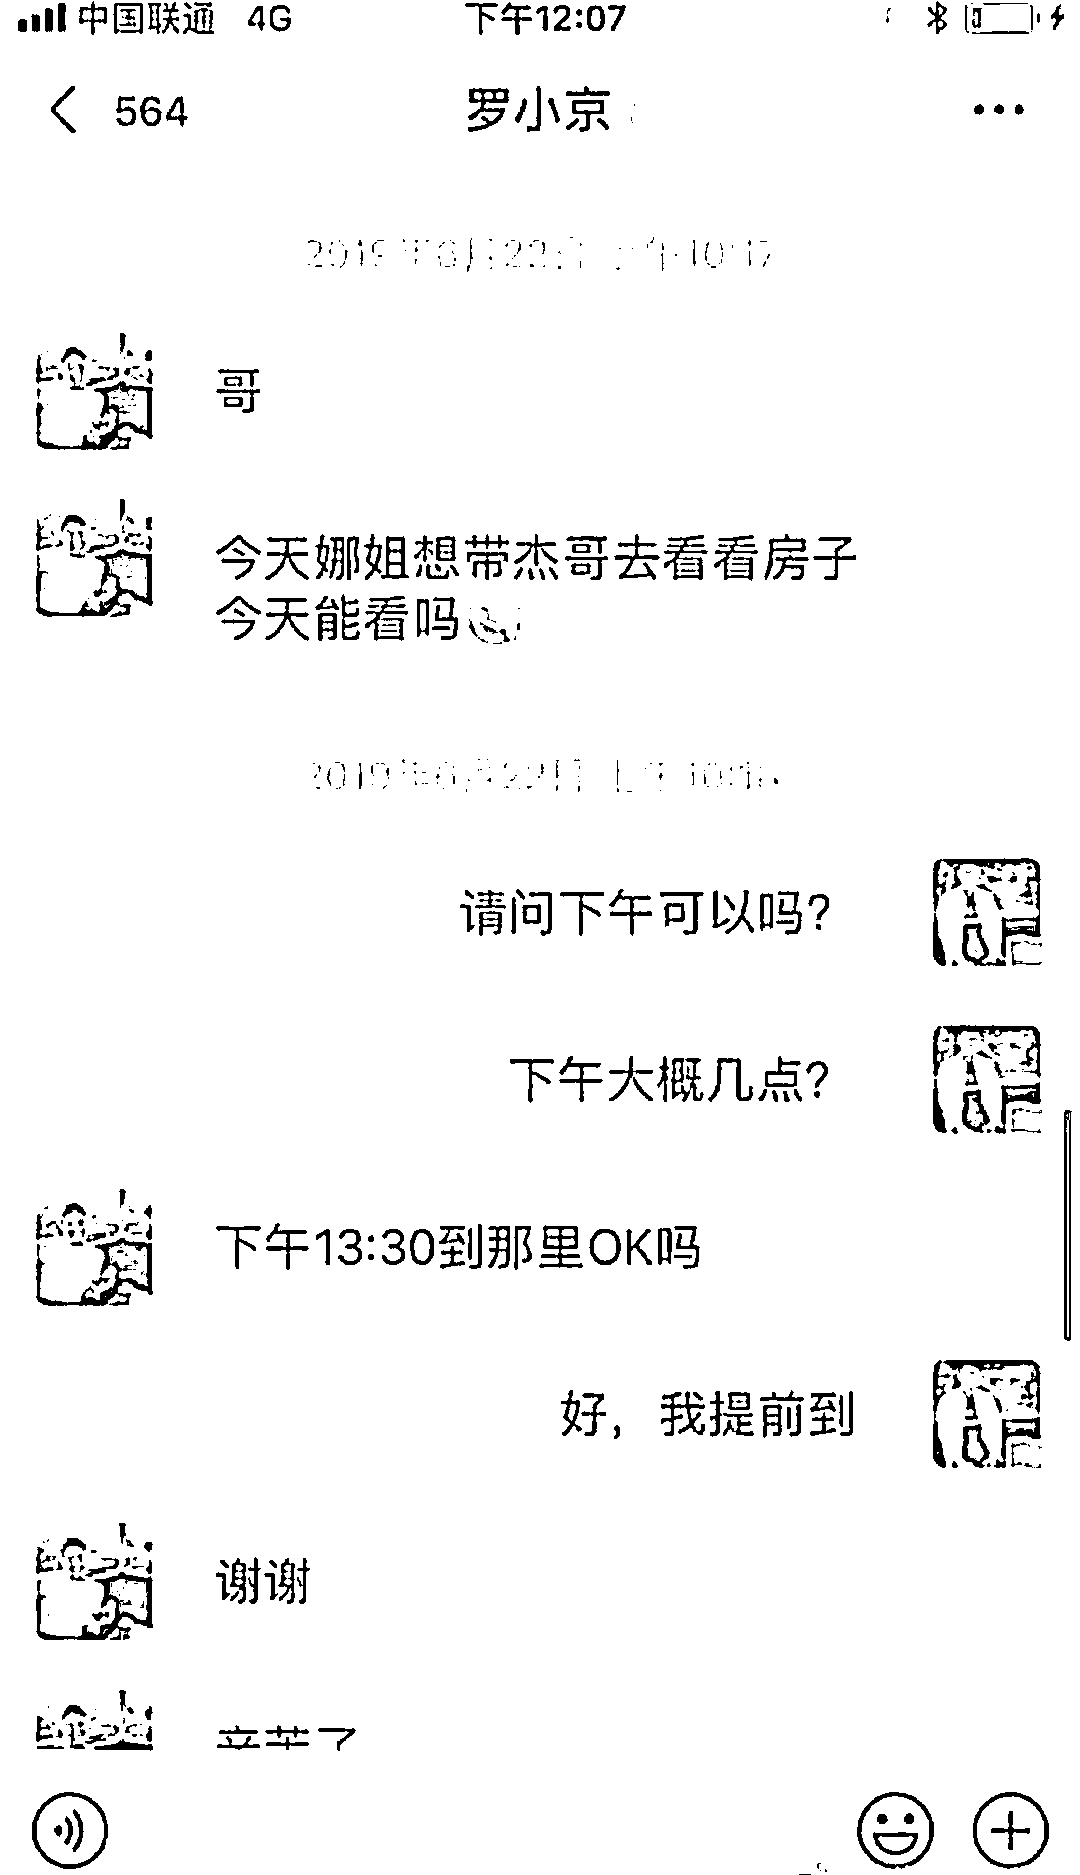 中国联通 4G 下午12:07
564 罗小京
哥
今天娜姐想带杰哥去看看房子
今天能看吗
请问下午可以吗？
下午大概几点？
下午13:30到那里OK吗
好，我提前到
谢谢